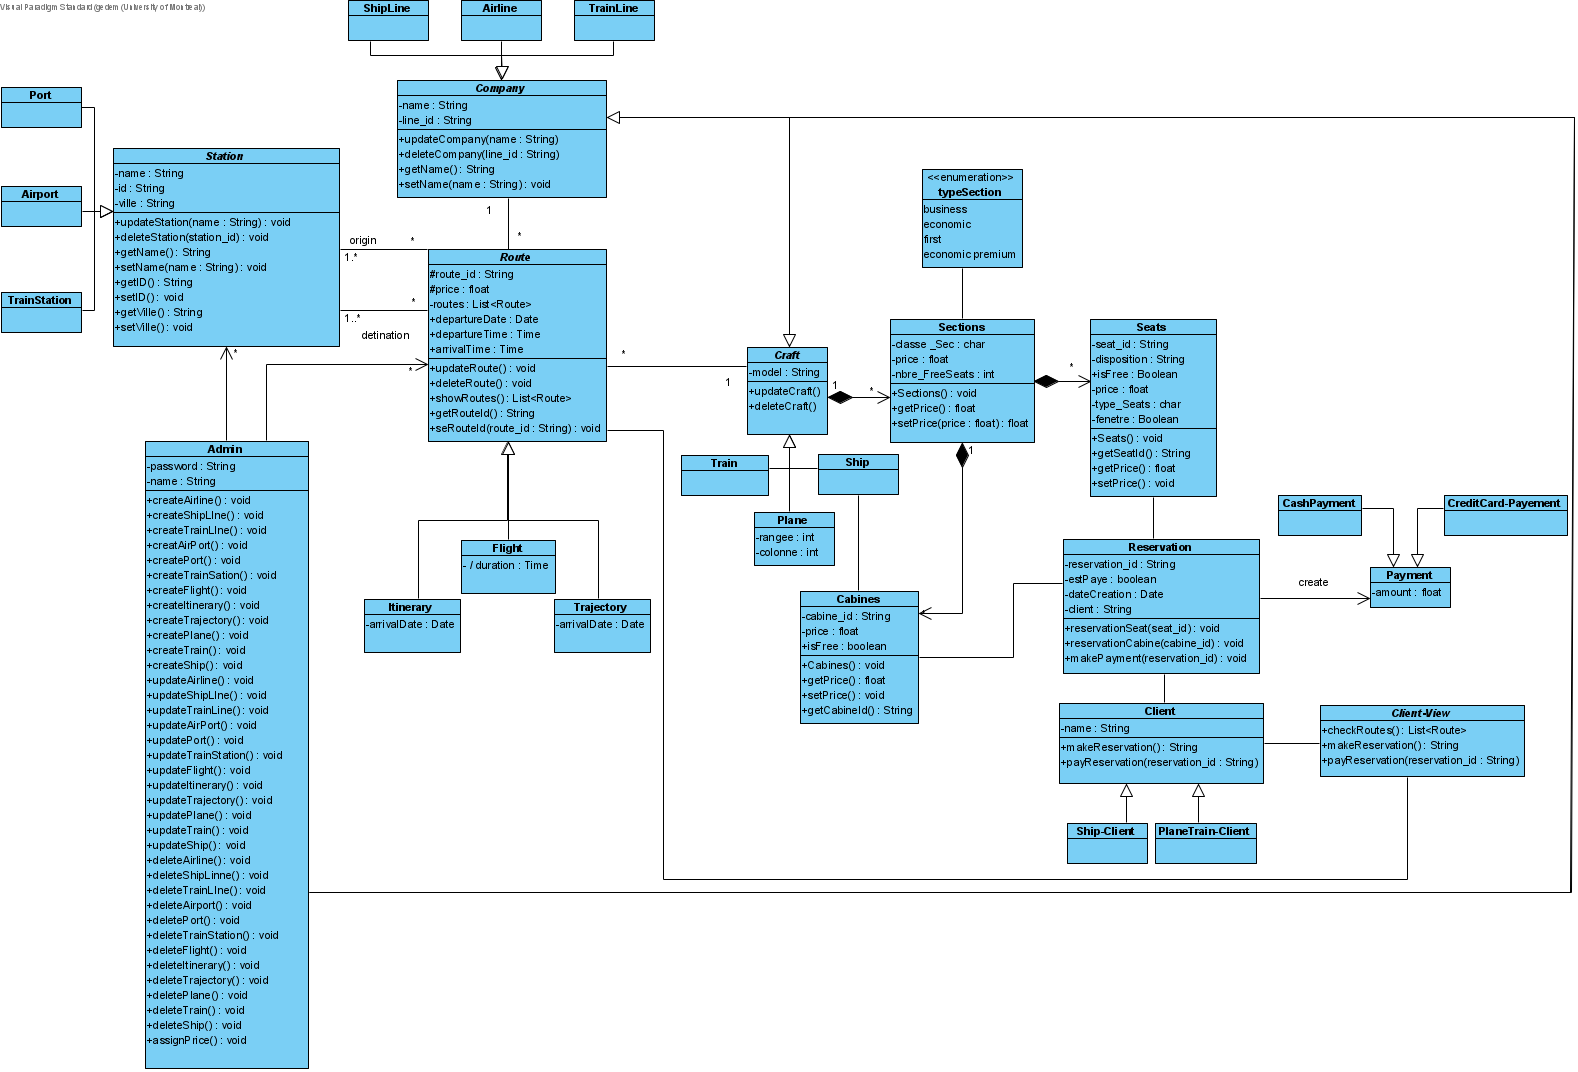 Visual Paradigm Standard (gedem (University of Montreal))
ShipLine
Airline
TrainLine
Company
-name : String
-line_id : String
+updateCompany(name : String)
+deleteCompany(line_id : String)
+getName() : String
+setName(name : String) : void
1
*
Port
Airport
TrainStation
Station
-name : String
-id : String
-ville : String
+updateStation(name : String) : void
+deleteStation(station_id) : void
+getName() : String
+setName(name : String) : void
+getID() : String
+setID() : void
+getVille() : String
+setVille() : void
origin
*
1.*
*
1..*
detination
*
*
Route
#route_id : String
#price : float
-routes : List<Route>
+departureDate : Date
+departureTime : Time
+arrivalTime : Time
+updateRoute() : void
+deleteRoute() : void
+showRoutes() : List<Route>
+getRouteId() : String
+seRouteId(route_id : String) : void
*
1
Craft
-model : String
+updateCraft()
+deleteCraft()
1
*
<<enumeration>>
typeSection
business
economic
first
economic premium
Sections
-classe _Sec : char
-price : float
-nbre_FreeSeats : int
+Sections() : void
+getPrice() : float
+setPrice(price : float) : float
*
1
Seats
-seat_id : String
-disposition : String
+isFree : Boolean
-price : float
-type_Seats : char
-fenetre : Boolean
+Seats() : void
+getSeatId() : String
+getPrice() : float
+setPrice() : void
Train
Ship
Plane
-rangee : int
-colonne : int
Admin
-password : String
-name : String
+createAirline() : void
+createShipLIne() : void
+createTrainLIne() : void
+creatAirPort() : void
+createPort() : void
+createTrainSation() : void
+createFlight() : void
+createItinerary() : void
+createTrajectory() : void
+createPlane() : void
+createTrain() : void
+createShip() : void
+updateAirline() : void
+updateShipLIne() : void
+updateTrainLine() : void
+updateAirPort() : void
+updatePort() : void
+updateTrainStation() : void
+updateFlight() : void
+updateItinerary() : void
+updateTrajectory() : void
+updatePlane() : void
+updateTrain() : void
+updateShip() : void
+deleteAirline() : void
+deleteShipLinne() : void
+deleteTrainLIne() : void
+deleteAirport() : void
+deletePort() : void
+deleteTrainStation() : void
+deleteFlight() : void
+deleteItinerary() : void
+deleteTrajectory() : void
+deletePlane() : void
+deleteTrain() : void
+deleteShip() : void
+assignPrice() : void
Flight
- / duration : Time
Itinerary
-arrivalDate : Date
Trajectory
-arrivalDate : Date
Cabines
-cabine_id : String
-price : float
+isFree : boolean
+Cabines() : void
+getPrice() : float
+setPrice() : void
+getCabineId() : String
Reservation
-reservation_id : String
-estPaye : boolean
-dateCreation : Date
-client : String
+reservationSeat(seat_id) : void
+reservationCabine(cabine_id) : void
+makePayment(reservation_id) : void
create
CashPayment
CreditCard-Payement
Payment
-amount : float
Client
-name : String
+makeReservation() : String
+payReservation(reservation_id : String)
Client-View
+checkRoutes() : List<Route>
+makeReservation() : String
+payReservation(reservation_id : String)
Ship-Client
PlaneTrain-Client